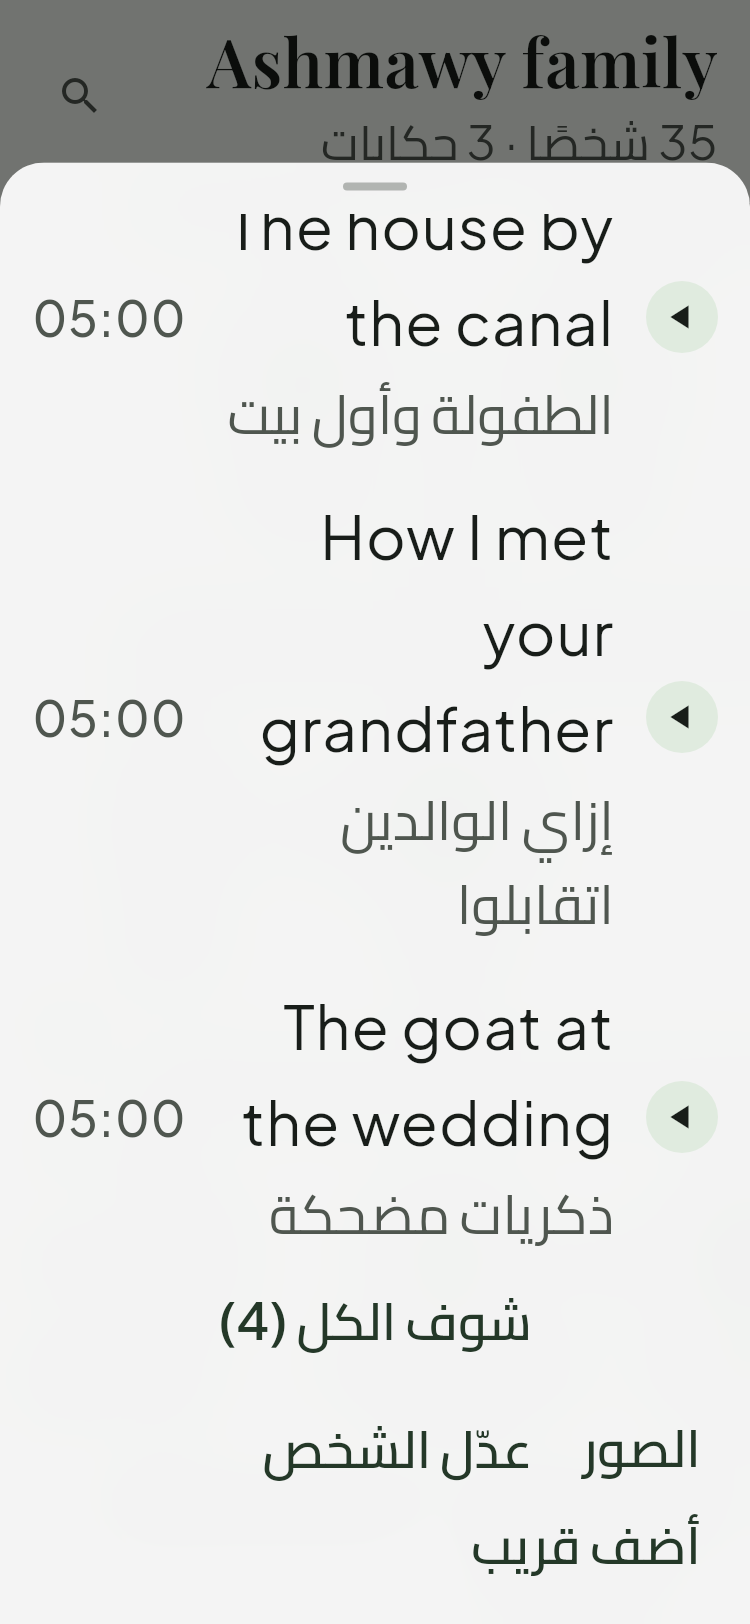 Ashmawy family
35 شخصًا · 3 حكايات
The house by
the canal
05:00
الطفولة وأول بيت
How I met
your
grandfather
05:00
إزاي الوالدين
اتقابلوا
The goat at
the wedding
05:00
ذكريات مضحكة
شوف الكل (4)
الصور
عدّل الشخص
أضف قريب